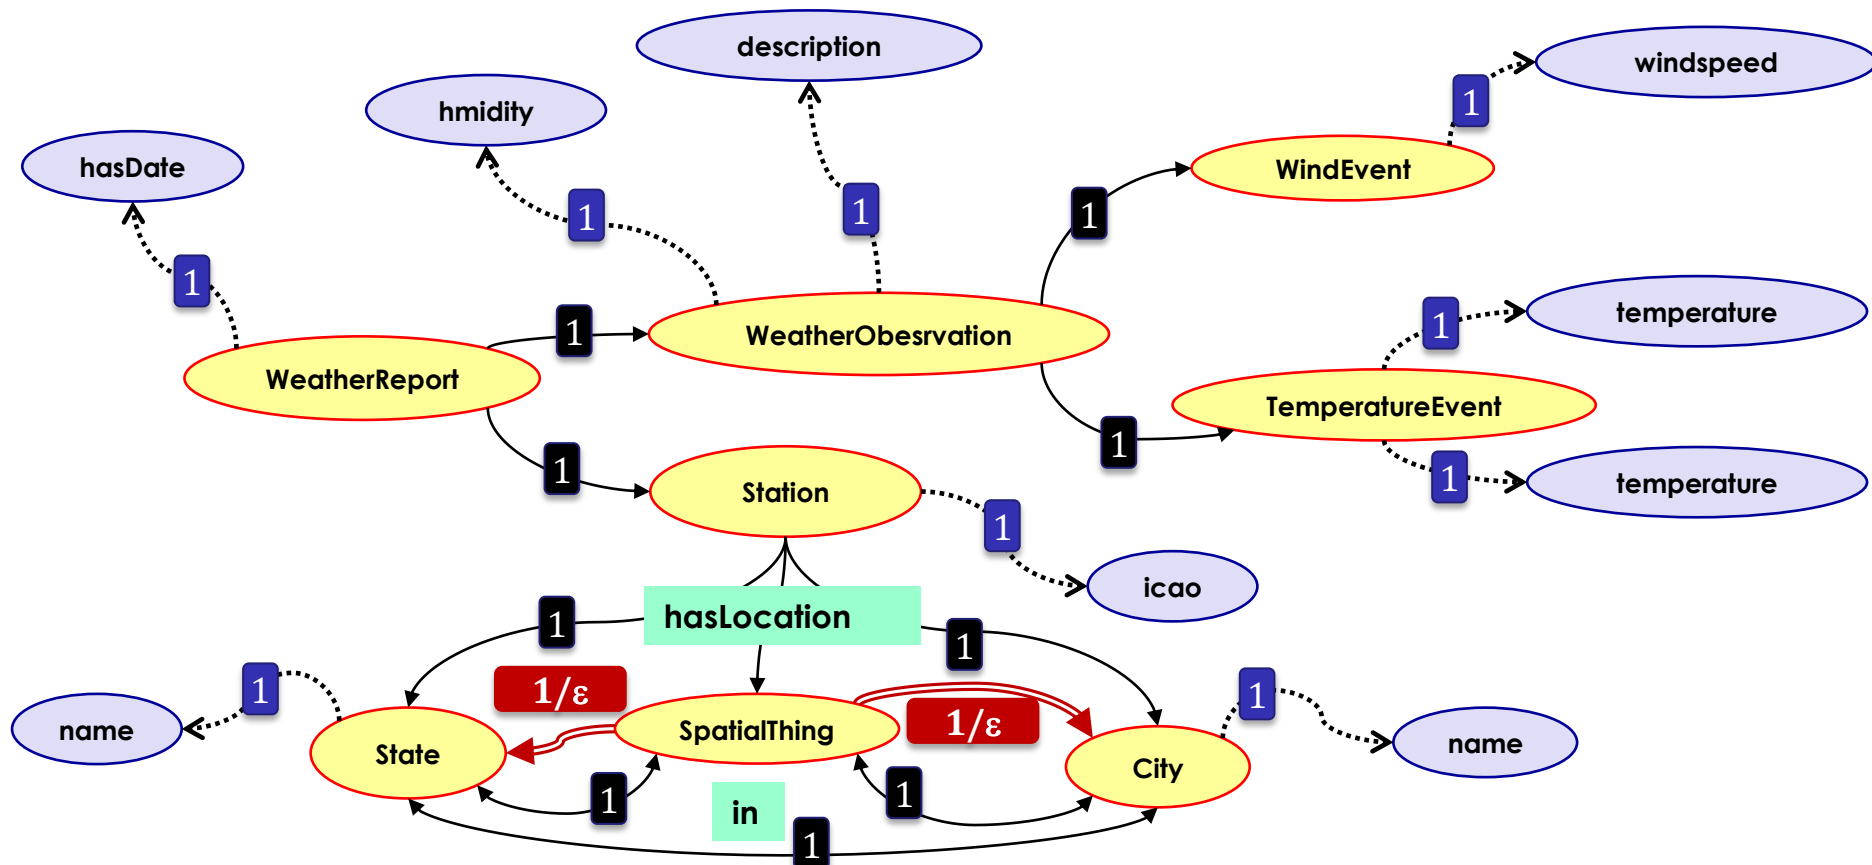 description
windspeed
1
hmidity
hasDate
WindEvent
1
1
1
1
temperature
1
1
WeatherObesrvation
1
WeatherReport
TemperatureEvent
1
1
temperature
1
Station
1
icao
hasLocation
1
1
1/ε
1
1
1/ε
name
State
SpatialThing
City
name
1
1
in
1